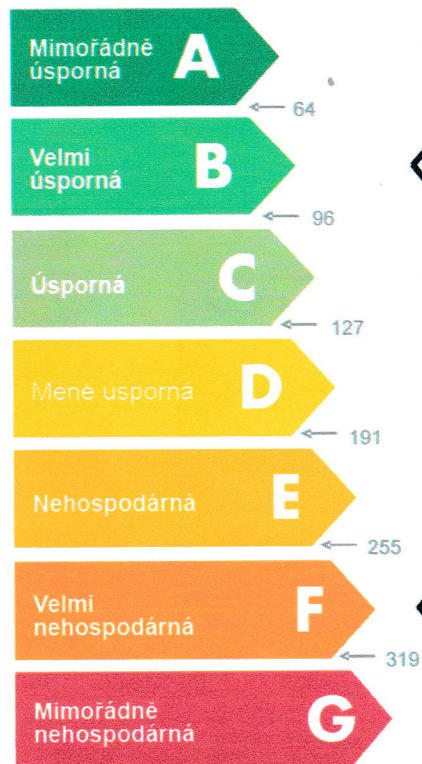 Mimořádně
úsporná
A
64
Velmi
úsporná
B
96
Úsporná
C
127
Méně úsporná
D
191
Nehospodárná
E
255
Velmi
nehospodárná
F
319
Mimořádně
nehospodárná
G